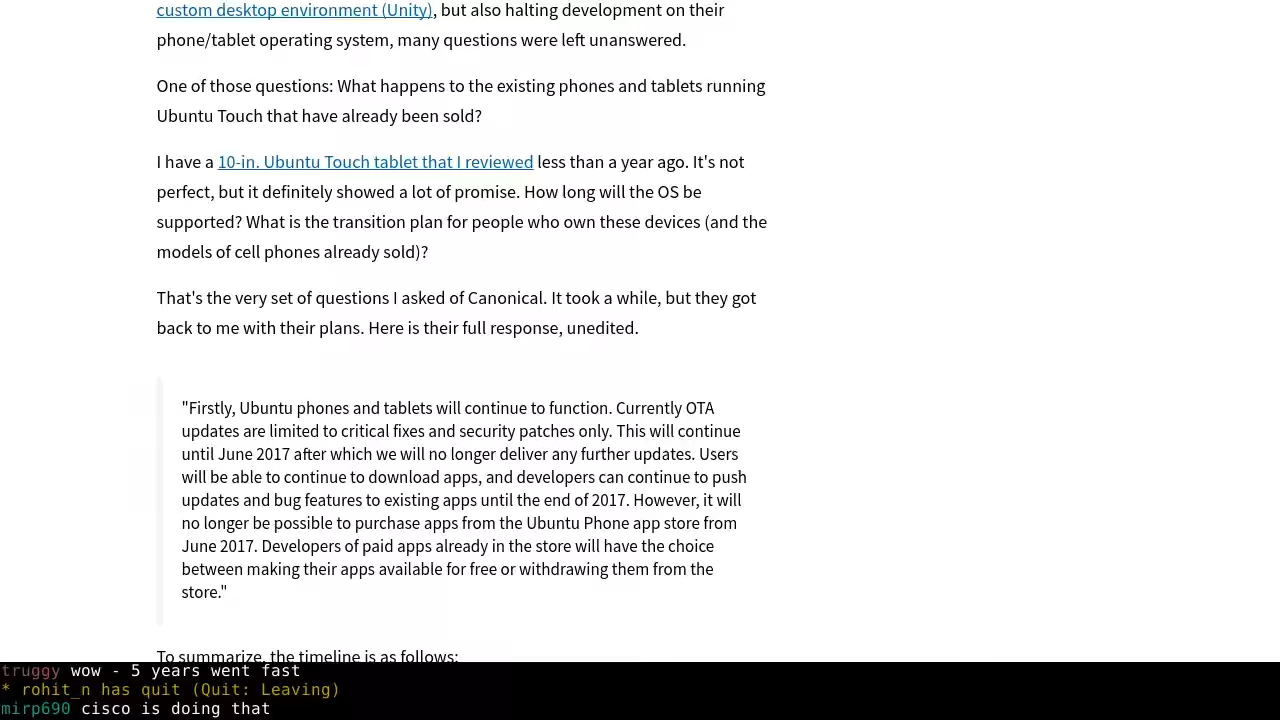 custom desktop environment (Unity), but also halting development on their
phone/tablet operating system, many questions were left unanswered.
One of those questions: What happens to the existing phones and tablets running
Ubuntu Touch that have already been sold?
I have a 10-in. Ubuntu Touch tablet that I reviewed less than a year ago. It's not
perfect, but it definitely showed a lot of promise. How long will the OS be
supported? What is the transition plan for people who own these devices (and the
models of cell phones already sold)?
That's the very set of questions I asked of Canonical. It took a while, but they got
back to me with their plans. Here is their full response, unedited.
"Firstly, Ubuntu phones and tablets will continue to function. Currently OTA
updates are limited to critical fixes and security patches only. This will continue
until June 2017 after which we will no longer deliver any further updates. Users
will be able to continue to download apps, and developers can continue to push
updates and bug features to existing apps until the end of 2017. However, it will
no longer be possible to purchase apps from the Ubuntu Phone app store from
June 2017. Developers of paid apps already in the store will have the choice
between making their apps available for free or withdrawing them from the
store."
To summarize, the timeline is as follows:
truggy wow - 5 years went fast
* rohit_n has quit (Quit: Leaving)
mirp690 cisco is doing that